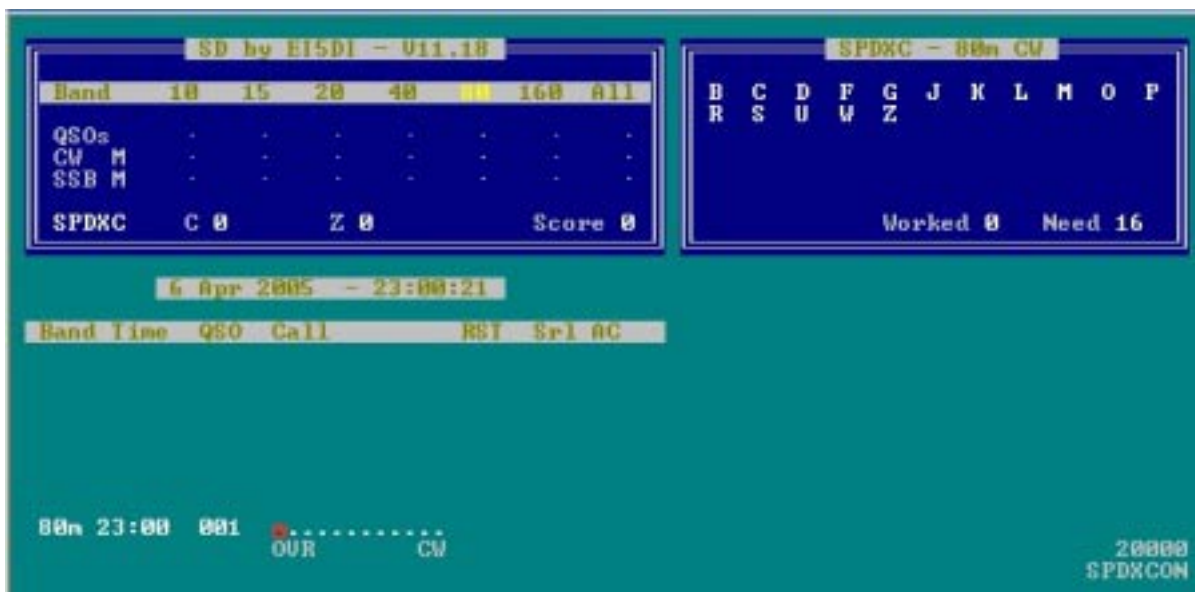 SD by EI5DI - V11.18
Band 10 15 20 40 80 160 All
QSOs - - - - - - -
CW M - - - - - - -
SSB M - - - - - - -
SPDXC C 0 Z 0 Score 0
SPDXC - 80m CW
B C D F G J K L M O P
R S U W Z
Worked 0 Need 16
6 Apr 2005 - 23:00:21
Band Time QSO Call RST Srl AC
80m 23:00 001 ............
OVR CW
20000
SPDXCON